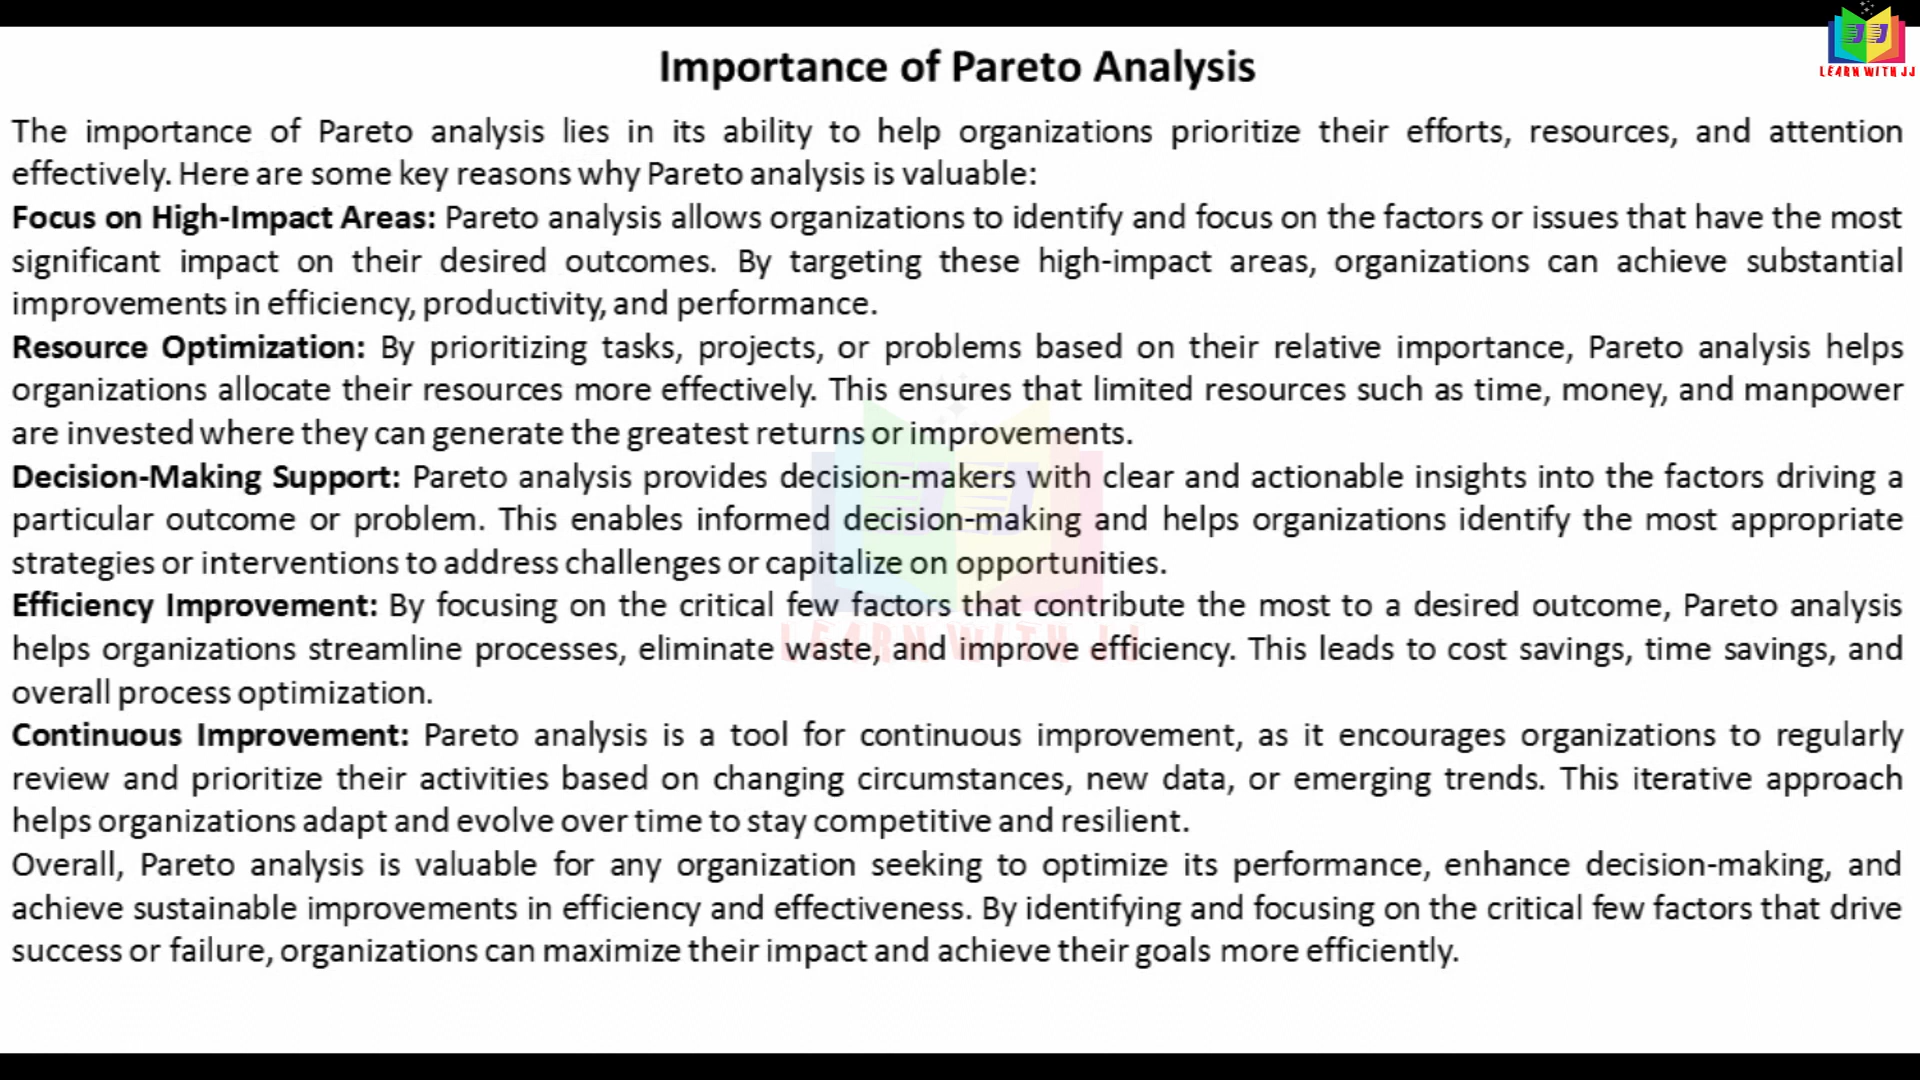 LEARN WITH JJ
Importance of Pareto Analysis
The importance of Pareto analysis lies in its ability to help organizations prioritize their efforts, resources, and attention
effectively. Here are some key reasons why Pareto analysis is valuable:
Focus on High-Impact Areas: Pareto analysis allows organizations to identify and focus on the factors or issues that have the most
significant impact on their desired outcomes. By targeting these high-impact areas, organizations can achieve substantial
improvements in efficiency, productivity, and performance.
Resource Optimization: By prioritizing tasks, projects, or problems based on their relative importance, Pareto analysis helps
organizations allocate their resources more effectively. This ensures that limited resources such as time, money, and manpower
are invested where they can generate the greatest returns or improvements.
Decision-Making Support: Pareto analysis provides decision-makers with clear and actionable insights into the factors driving a
particular outcome or problem. This enables informed decision-making and helps organizations identify the most appropriate
strategies or interventions to address challenges or capitalize on opportunities.
Efficiency Improvement: By focusing on the critical few factors that contribute the most to a desired outcome, Pareto analysis
helps organizations streamline processes, eliminate waste, and improve efficiency. This leads to cost savings, time savings, and
overall process optimization.
Continuous Improvement: Pareto analysis is a tool for continuous improvement, as it encourages organizations to regularly
review and prioritize their activities based on changing circumstances, new data, or emerging trends. This iterative approach
helps organizations adapt and evolve over time to stay competitive and resilient.
Overall, Pareto analysis is valuable for any organization seeking to optimize its performance, enhance decision-making, and
achieve sustainable improvements in efficiency and effectiveness. By identifying and focusing on the critical few factors that drive
success or failure, organizations can maximize their impact and achieve their goals more efficiently.
LEARN WITH JJ